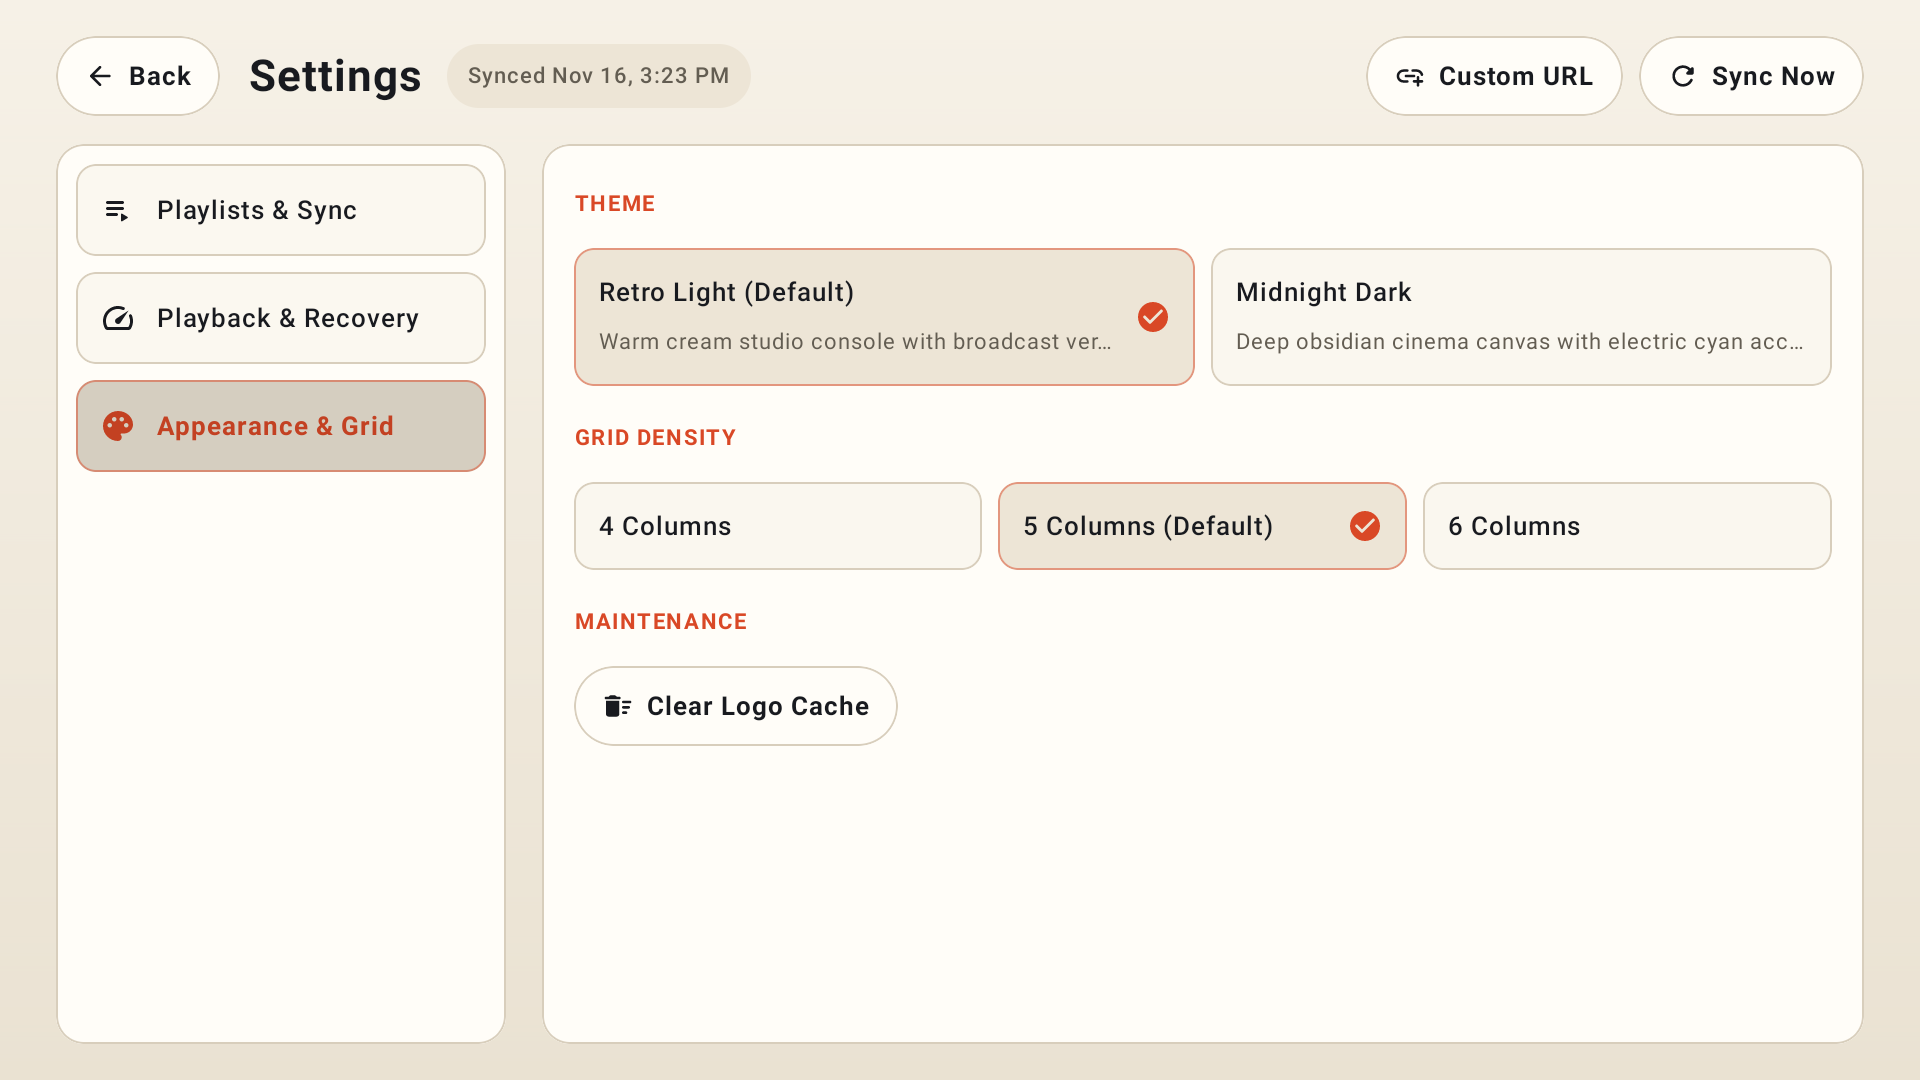 Back
Settings
Synced Nov 16, 3:23 PM
Custom URL
Sync Now
Playlists & Sync
Playback & Recovery
Appearance & Grid
THEME
Retro Light (Default)
Warm cream studio console with broadcast ver…
Midnight Dark
Deep obsidian cinema canvas with electric cyan acc…
GRID DENSITY
4 Columns
5 Columns (Default)
6 Columns
MAINTENANCE
Clear Logo Cache